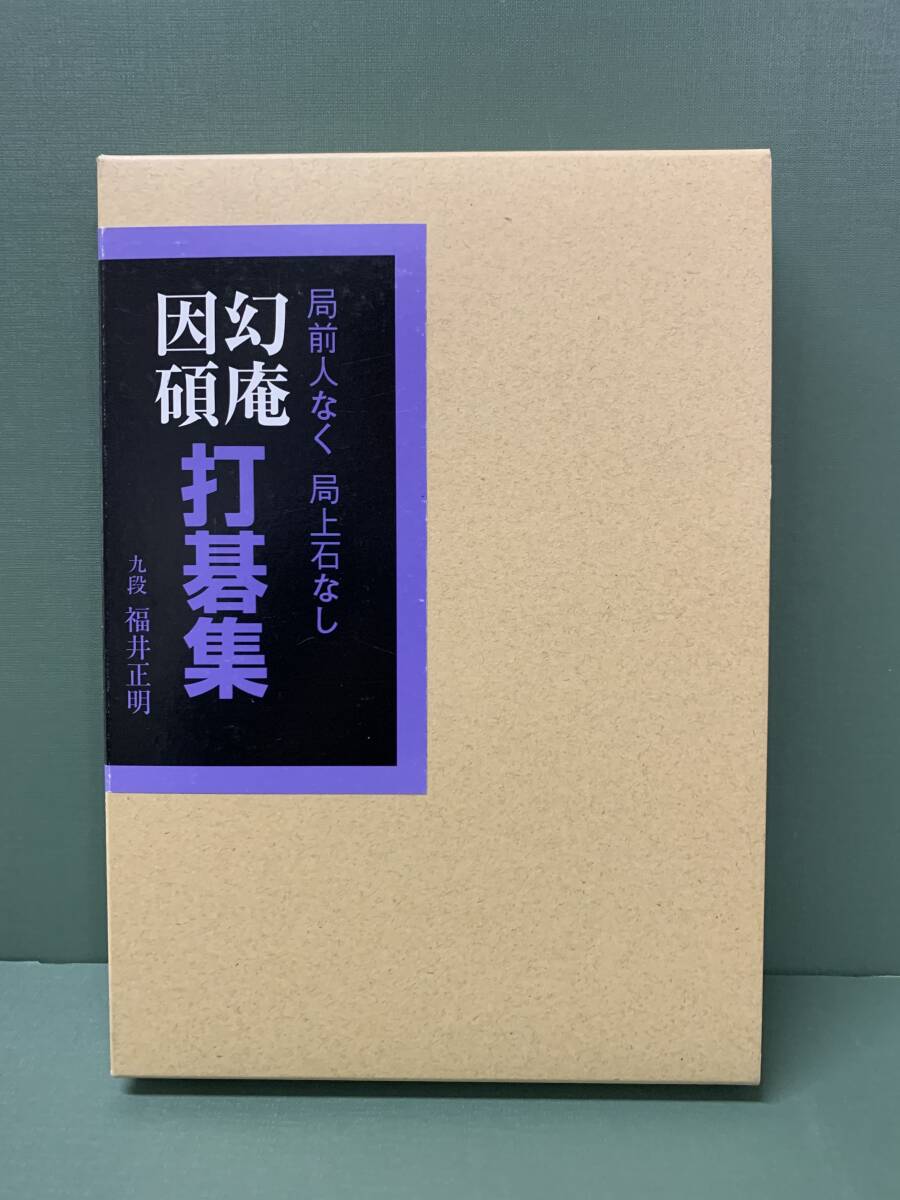 局前人なく 局上石なし
幻庵
因碩
打碁集
九段 福井正明